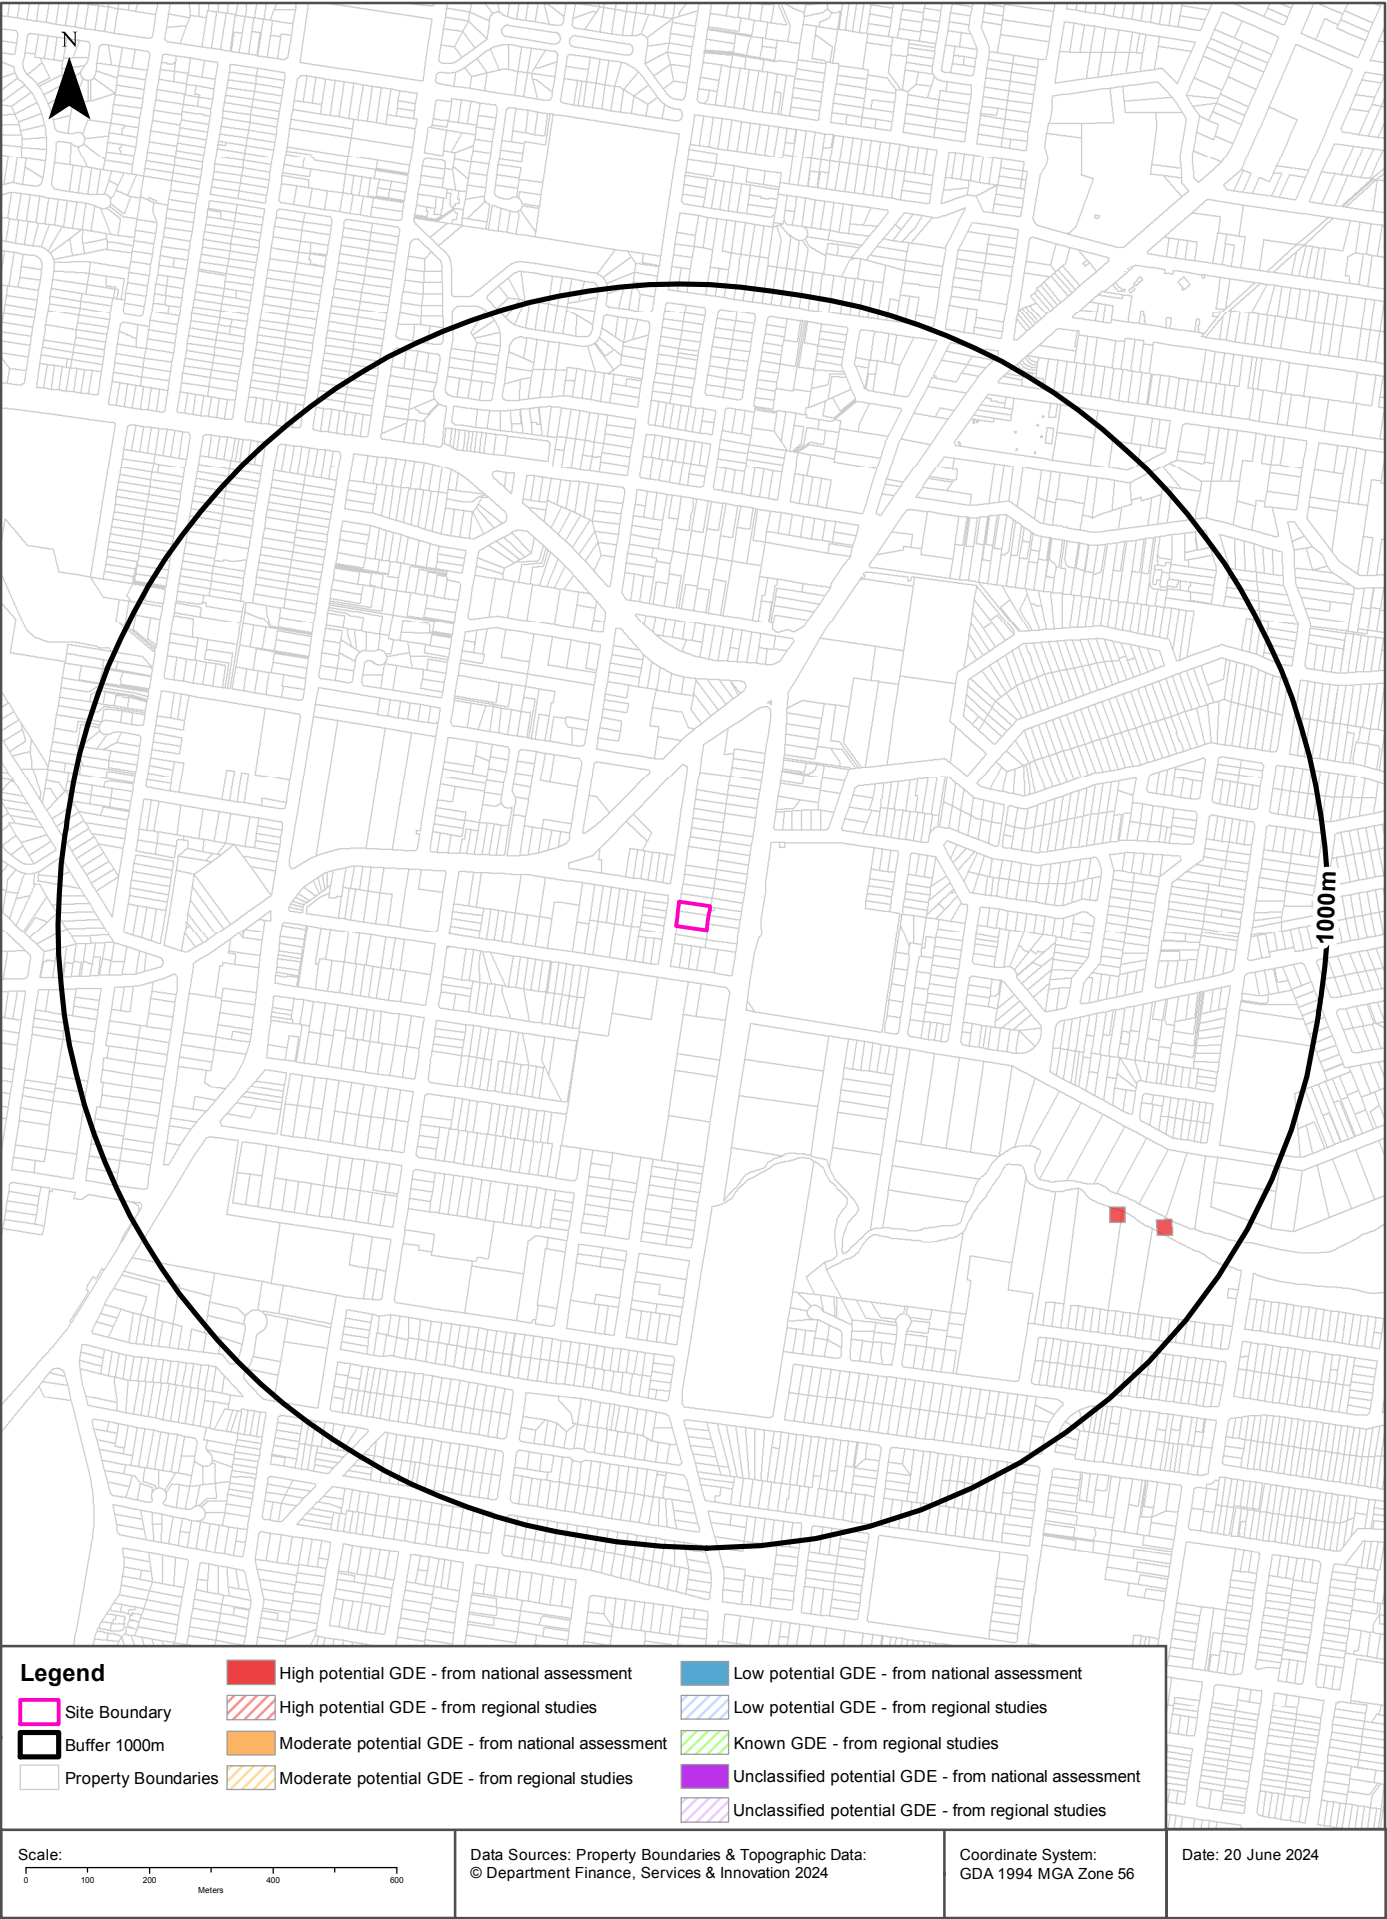 N
1000m
Legend
Site Boundary
Buffer 1000m
Property Boundaries
High potential GDE - from national assessment
High potential GDE - from regional studies
Moderate potential GDE - from national assessment
Moderate potential GDE - from regional studies
Low potential GDE - from national assessment
Low potential GDE - from regional studies
Known GDE - from regional studies
Unclassified potential GDE - from national assessment
Unclassified potential GDE - from regional studies
Scale:
0 100 200 400 600
Meters
Data Sources: Property Boundaries & Topographic Data:
© Department Finance, Services & Innovation 2024
Coordinate System:
GDA 1994 MGA Zone 56
Date: 20 June 2024